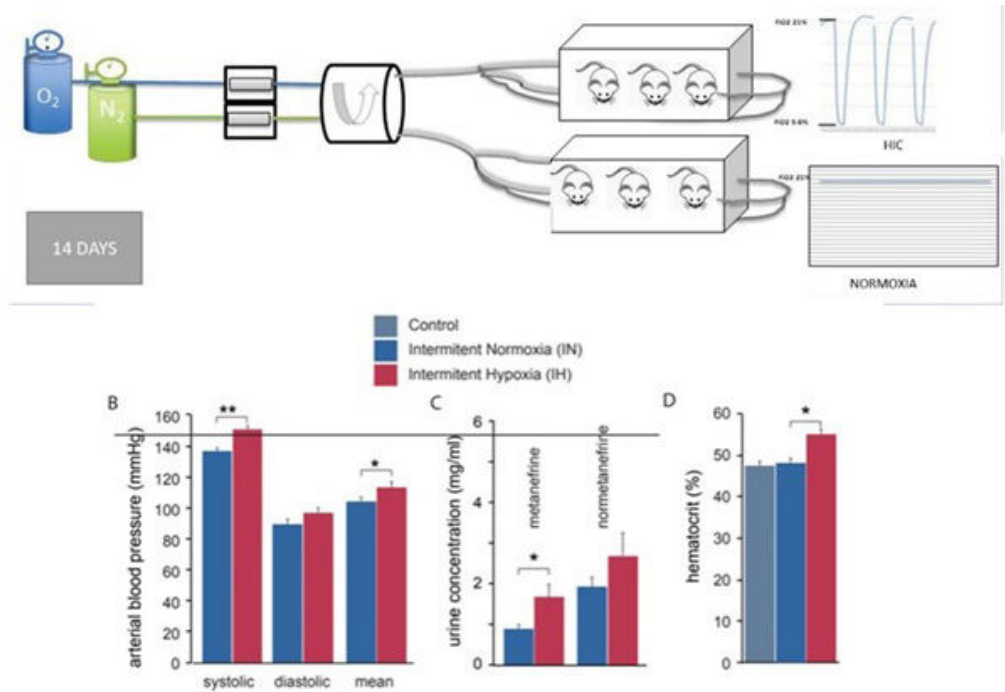 O2
N2
14 DAYS
FIO2 21%
FIO2 5-6%
HIC
FIO2 21%
NORMOXIA
Control
Intermitent Normoxia (IN)
Intermitent Hypoxia (IH)
B
arterial blood pressure (mmHg)
160
140
120
100
80
60
40
20
0
**
*
systolic
diastolic
mean
C
urine concentration (mg/ml)
6
4
2
0
metanefrine
normetanefrine
*
D
hematocrit (%)
60
50
40
30
20
10
0
*